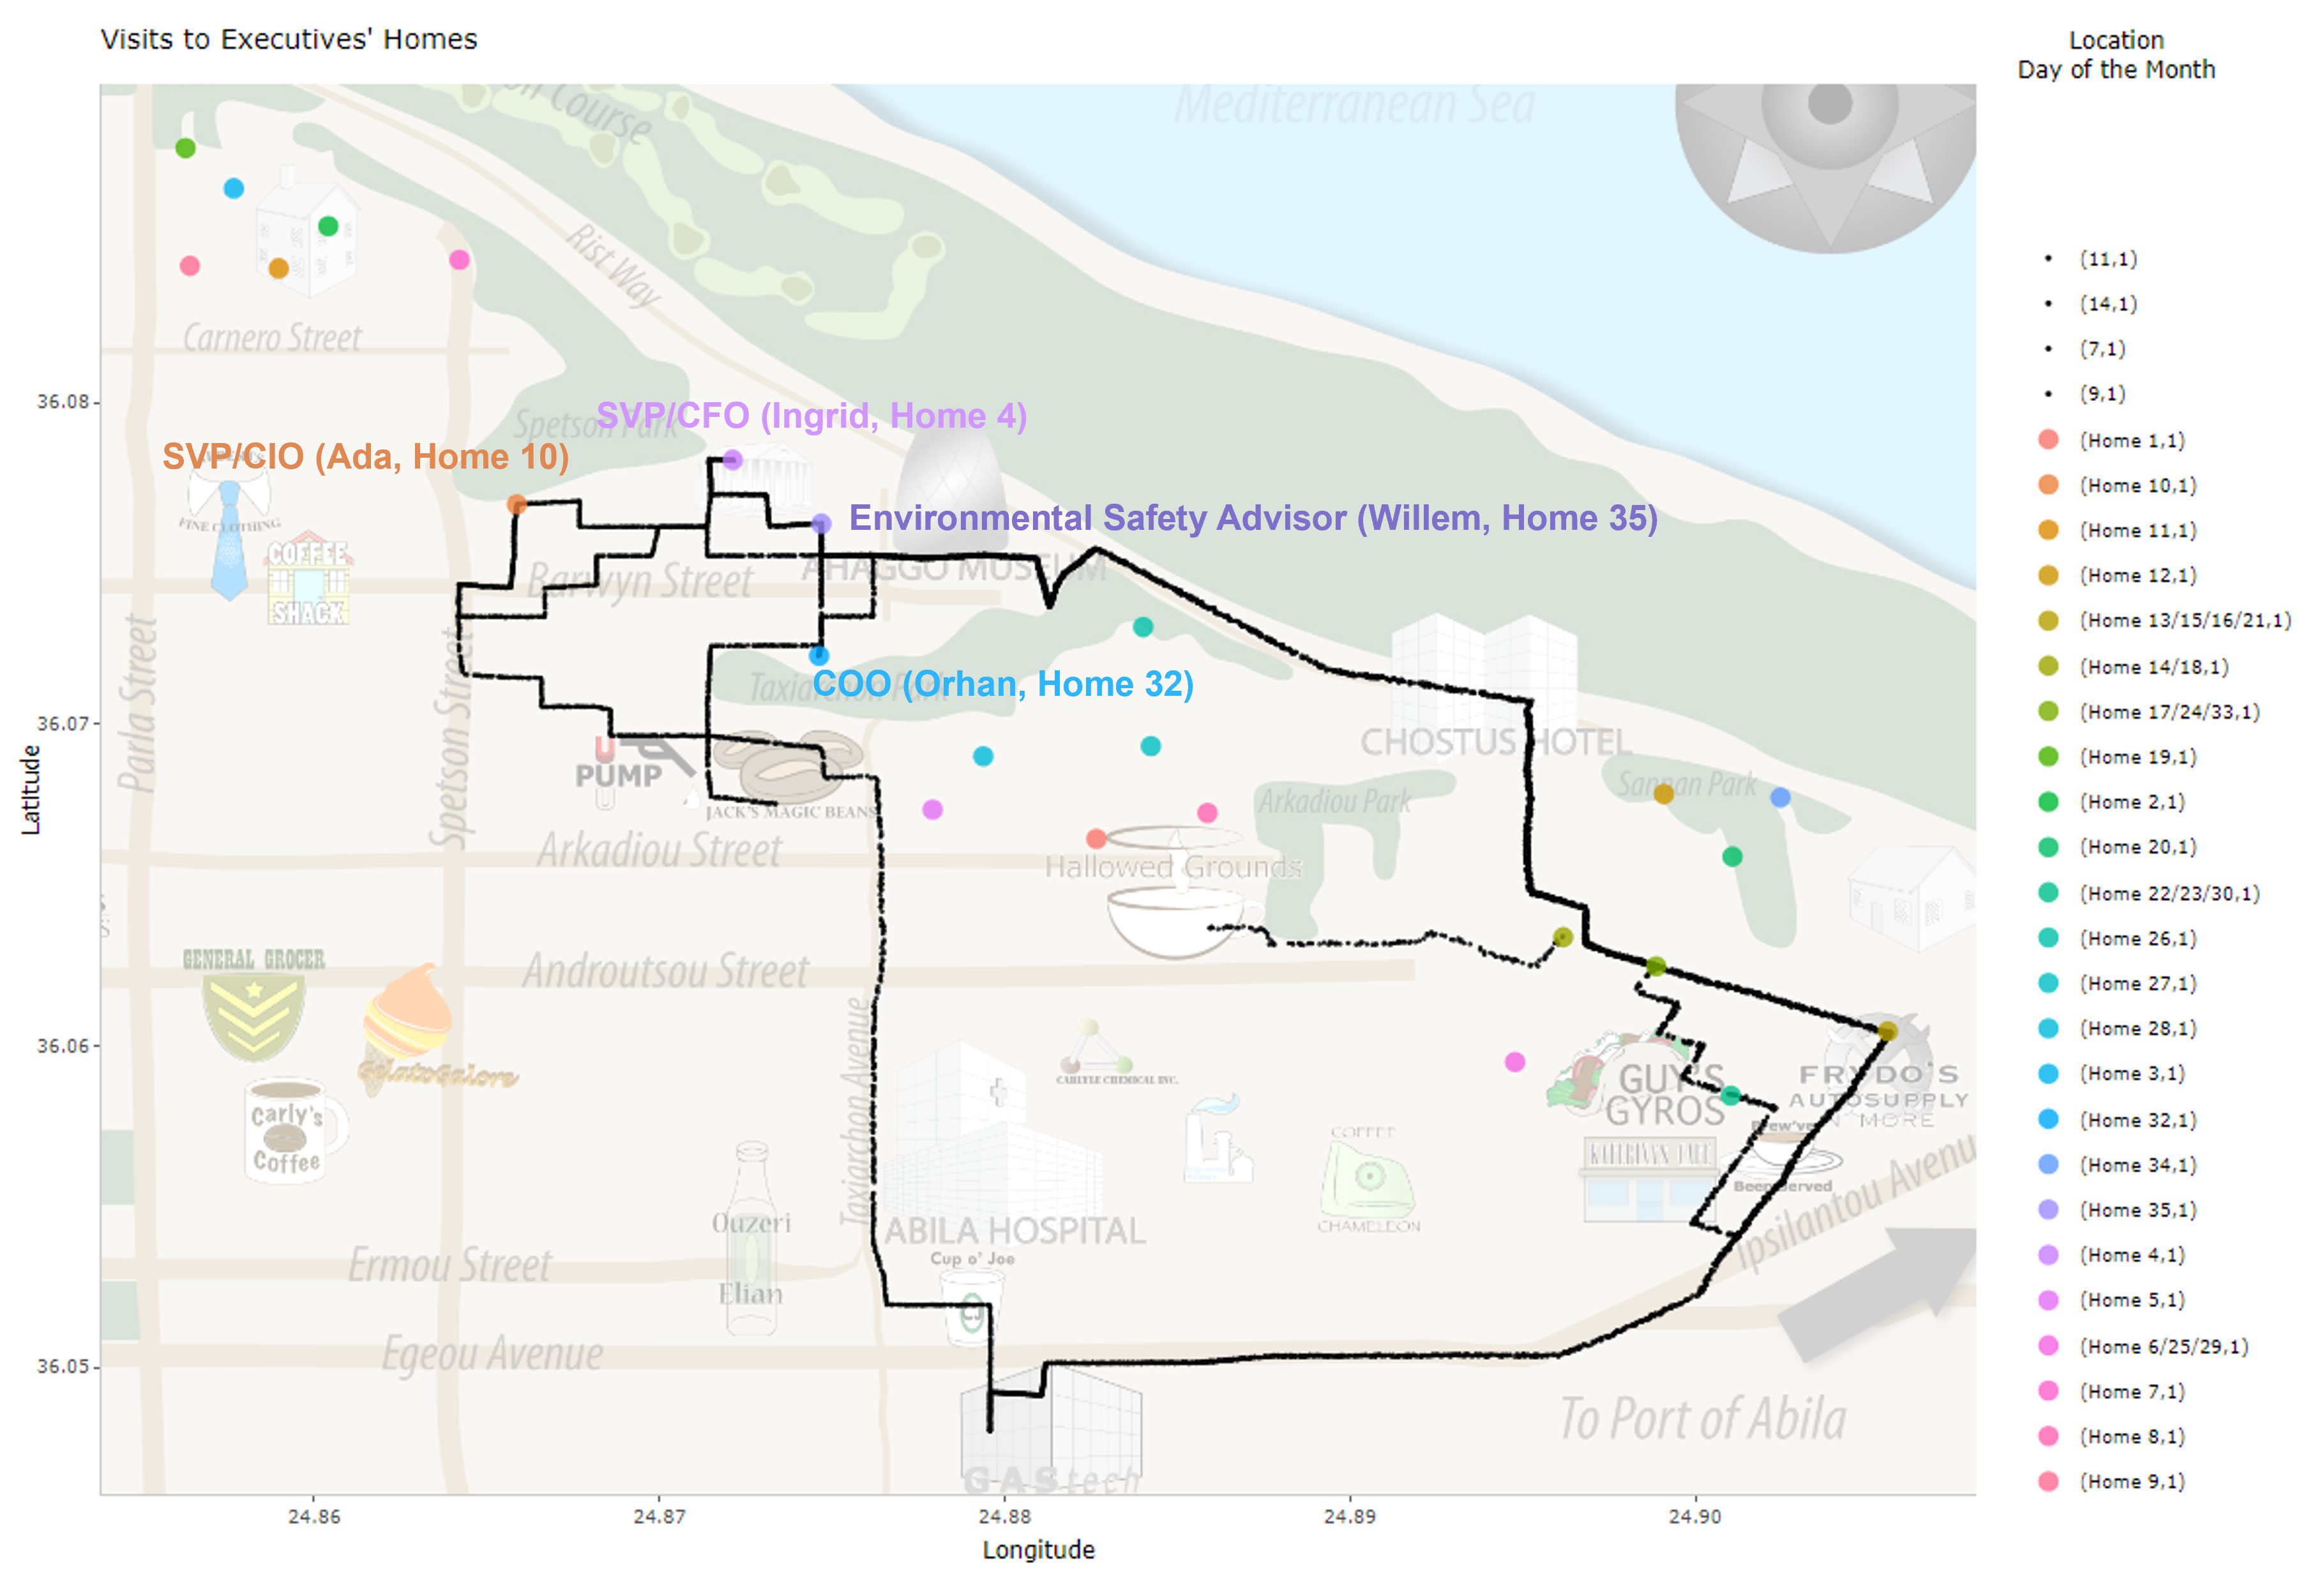 Visits to Executives' Homes
Location
Day of the Month
on Course
Mediterranean Sea
Rist Way
Carnero Street
Spetson Park
SVP/CFO (Ingrid, Home 4)
SVP/CIO (Ada, Home 10)
FINE CLOTHING
COFFEE
SHACK
Environmental Safety Advisor (Willem, Home 35)
AHAGGO MUSEUM
Barwyn Street
Parla Street
Spetson Street
Taxiarchon Park
COO (Orhan, Home 32)
CHOSTUS HOTEL
PUMP
JACK'S MAGIC BEANS
Sannan Park
Arkadiou Park
Arkadiou Street
Hallowed Grounds
GENERAL GROCER
Androutsou Street
GelatoGalore
Carly's
Coffee
Taxiarchon Avenue
CARLYLE CHEMICAL INC.
GUY'S
GYROS
FRYDO'S
AUTOSUPPLY
N' MORE
Brew've
Been Served
COFFEE
CHAMELEON
Ouzeri
Elian
ABILA HOSPITAL
Cup o' Joe
CJ
Ipsilantou Avenu
Ermou Street
Egeou Avenue
To Port of Abila
GAStech
36.08
36.07
36.06
36.05
Latitude
24.86
24.87
24.88
24.89
24.90
Longitude
(11,1)
(14,1)
(7,1)
(9,1)
(Home 1,1)
(Home 10,1)
(Home 11,1)
(Home 12,1)
(Home 13/15/16/21,1)
(Home 14/18,1)
(Home 17/24/33,1)
(Home 19,1)
(Home 2,1)
(Home 20,1)
(Home 22/23/30,1)
(Home 26,1)
(Home 27,1)
(Home 28,1)
(Home 3,1)
(Home 32,1)
(Home 34,1)
(Home 35,1)
(Home 4,1)
(Home 5,1)
(Home 6/25/29,1)
(Home 7,1)
(Home 8,1)
(Home 9,1)